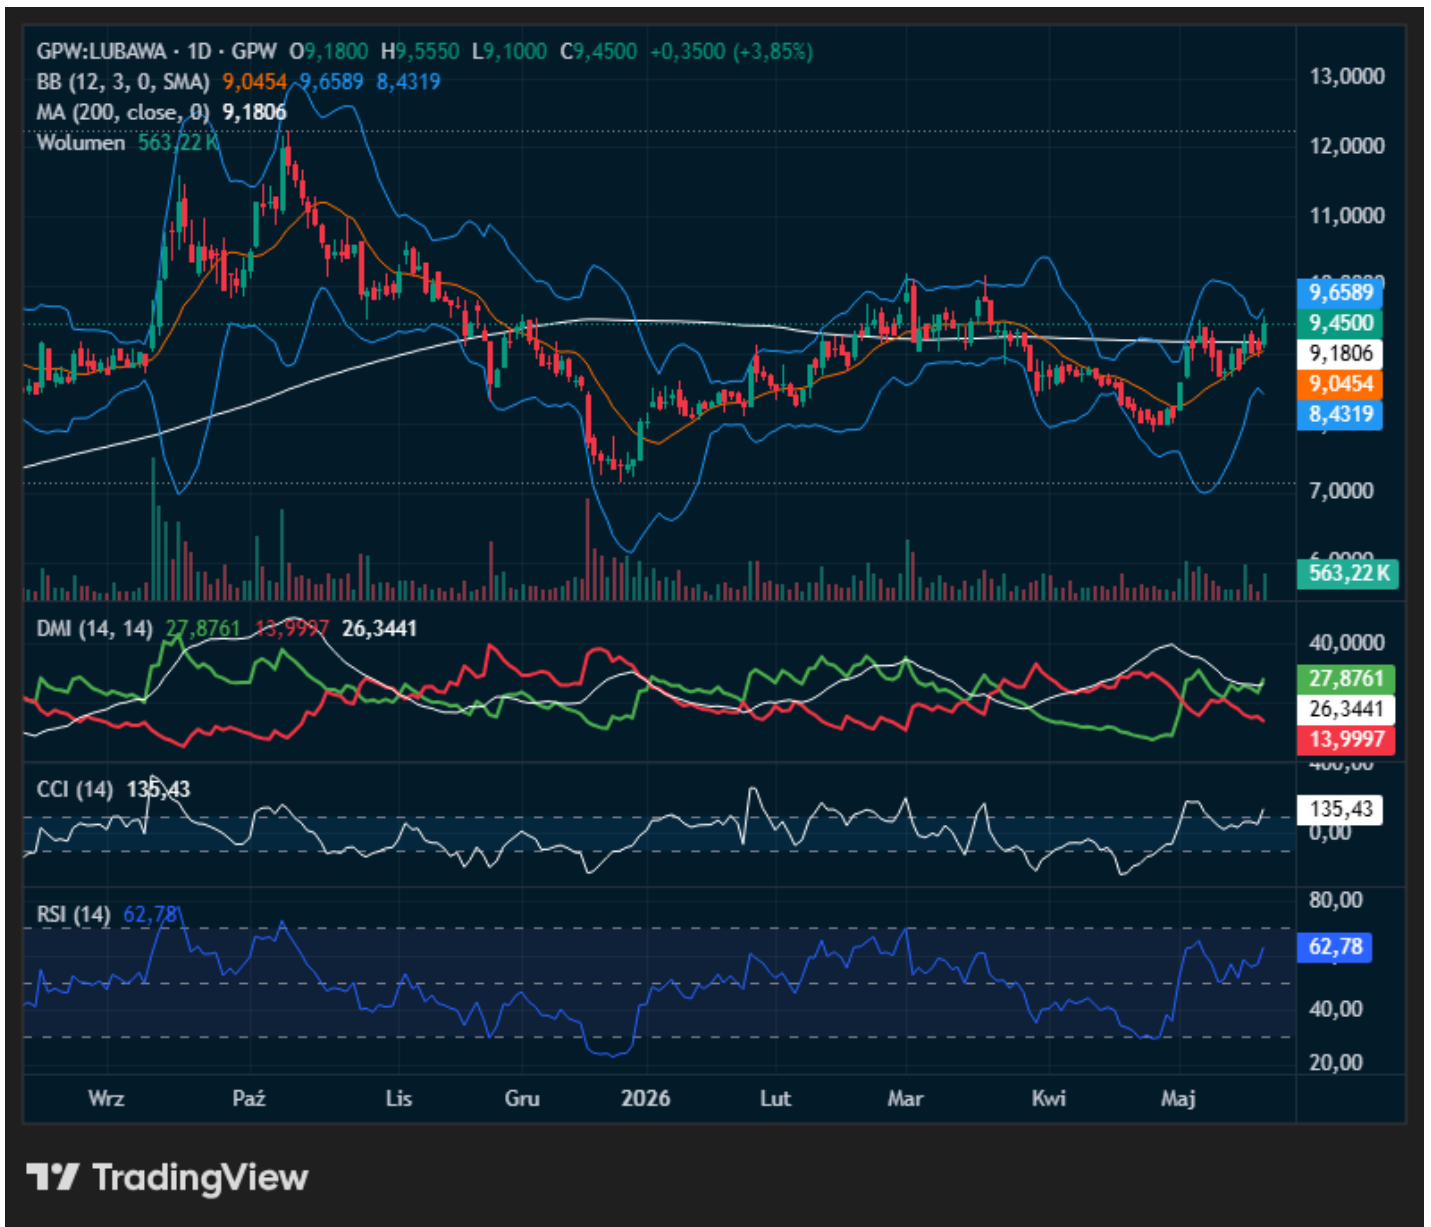 GPW:LUBAWA · 1D · GPW O9,1800 H9,5550 L9,1000 C9,4500 +0,3500 (+3,85%)
BB (12, 3, 0, SMA) 9,0454 9,6589 8,4319
MA (200, close, 0) 9,1806
Wolumen 563,22 K
13,0000
12,0000
11,0000
9,6589
9,4500
9,1806
9,0454
8,4319
7,0000
6,0000
563,22 K
DMI (14, 14) 27,8761 13,9997 26,3441
40,0000
27,8761
26,3441
13,9997
CCI (14) 135,43
400,00
135,43
0,00
RSI (14) 62,78
80,00
62,78
40,00
20,00
Wrz Paź Lis Gru 2026 Lut Mar Kwi Maj
TradingView